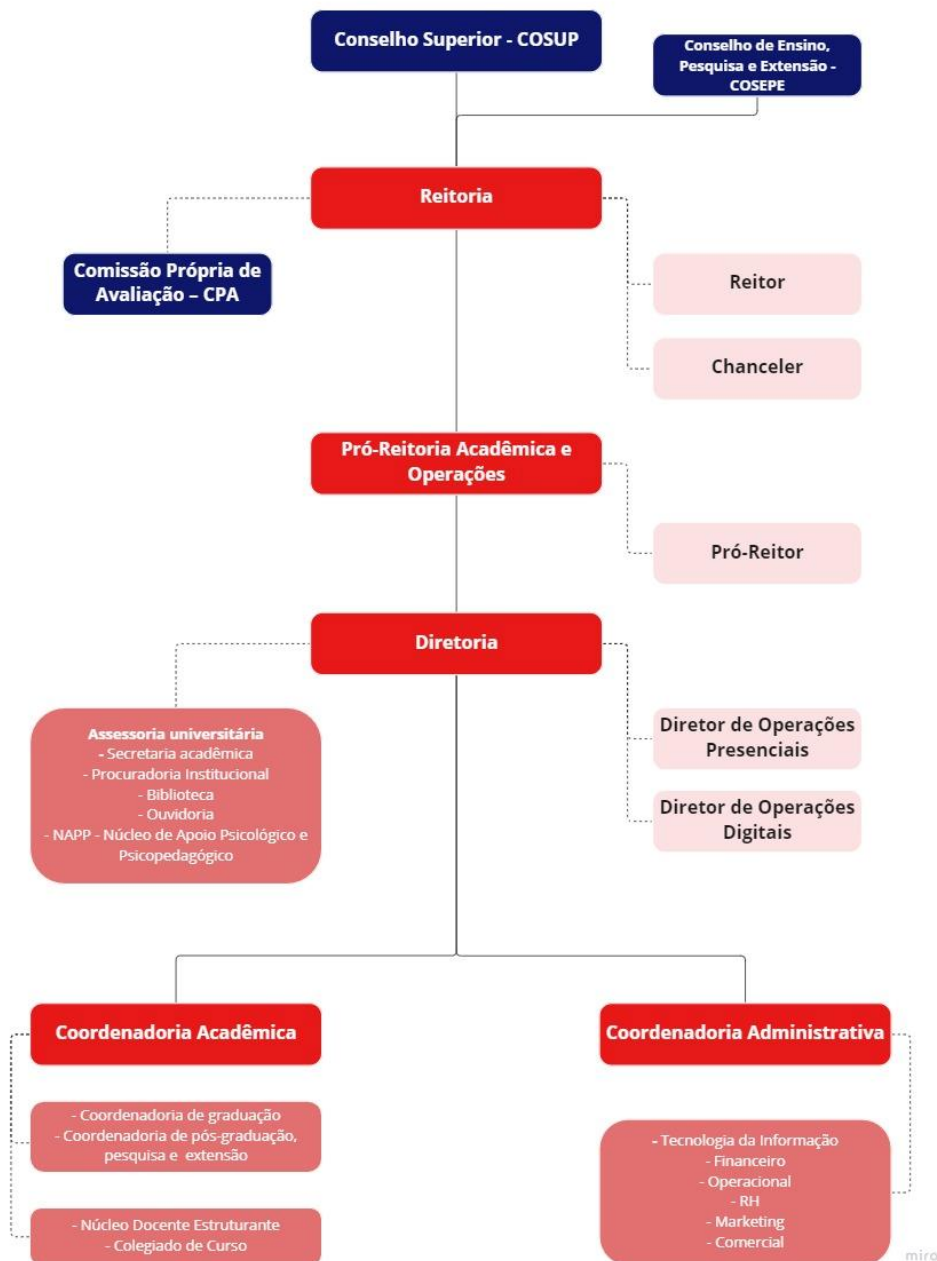 Conselho Superior - COSUP
Conselho de Ensino,
Pesquisa e Extensão -
COSEPE
Reitoria
Comissão Própria de
Avaliação – CPA
Reitor
Chanceler
Pró-Reitoria Acadêmica e
Operações
Pró-Reitor
Diretoria
Assessoria universitária
- Secretaria acadêmica
- Procuradoria Institucional
- Biblioteca
- Ouvidoria
- NAPP - Núcleo de Apoio Psicológico e
Psicopedagógico
Diretor de Operações
Presenciais
Diretor de Operações
Digitais
Coordenadoria Acadêmica
Coordenadoria Administrativa
- Coordenadoria de graduação
- Coordenadoria de pós-graduação,
pesquisa e extensão
- Núcleo Docente Estruturante
- Colegiado de Curso
- Tecnologia da Informação
- Financeiro
- Operacional
- RH
- Marketing
- Comercial
miro